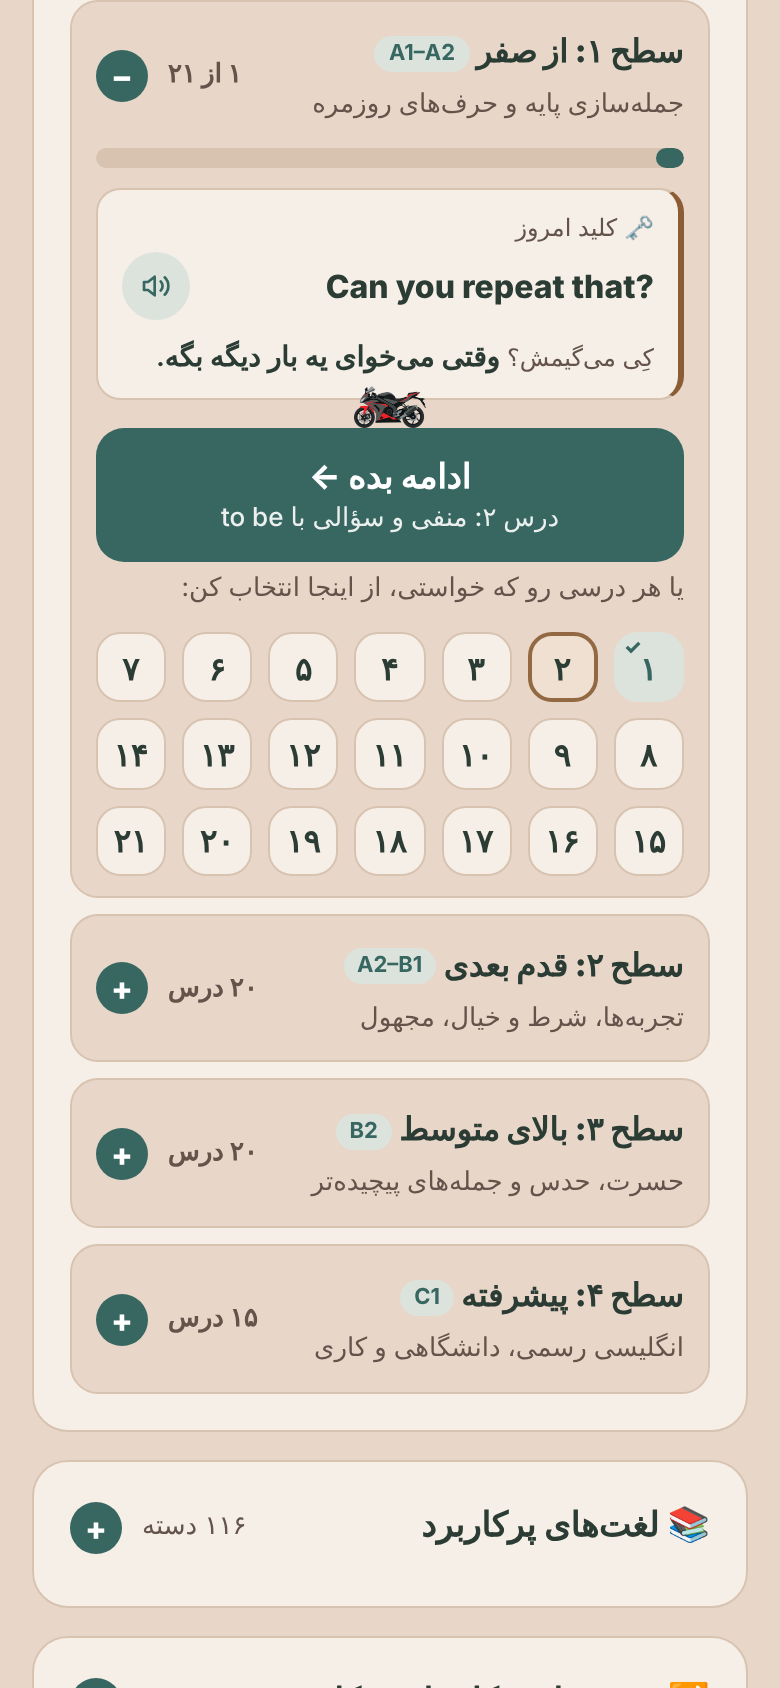 سطح ۱: از صفر A1–A2
۱ از ۲۱
جمله‌سازی پایه و حرف‌های روزمره
کلید امروز
Can you repeat that?
کِی می‌گیمش؟ وقتی می‌خوای یه بار دیگه بگه.
ادامه بده ←
درس ۲: منفی و سؤالی با to be
یا هر درسی رو که خواستی، از اینجا انتخاب کن:
۱ ۲ ۳ ۴ ۵ ۶ ۷
۸ ۹ ۱۰ ۱۱ ۱۲ ۱۳ ۱۴
۱۵ ۱۶ ۱۷ ۱۸ ۱۹ ۲۰ ۲۱
سطح ۲: قدم بعدی A2–B1
۲۰ درس
تجربه‌ها، شرط و خیال، مجهول
سطح ۳: بالای متوسط B2
۲۰ درس
حسرت، حدس و جمله‌های پیچیده‌تر
سطح ۴: پیشرفته C1
۱۵ درس
انگلیسی رسمی، دانشگاهی و کاری
لغت‌های پرکاربرد
۱۱۶ دسته